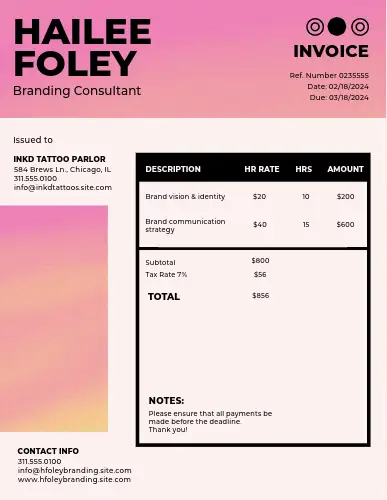 HAILEE
FOLEY
Branding Consultant
INVOICE
Ref. Number 0235555
Date: 02/18/2024
Due: 03/18/2024
Issued to
INKD TATTOO PARLOR
584 Brews Ln., Chicago, IL
311.555.0100
info@inkdtattoos.site.com
DESCRIPTION HR RATE HRS AMOUNT
Brand vision & identity $20 10 $200
Brand communication
strategy $40 15 $600
Subtotal $800
Tax Rate 7% $56
TOTAL $856
NOTES:
Please ensure that all payments be
made before the deadline.
Thank you!
CONTACT INFO
311.555.0100
info@hfoleybranding.site.com
www.hfoleybranding.site.com